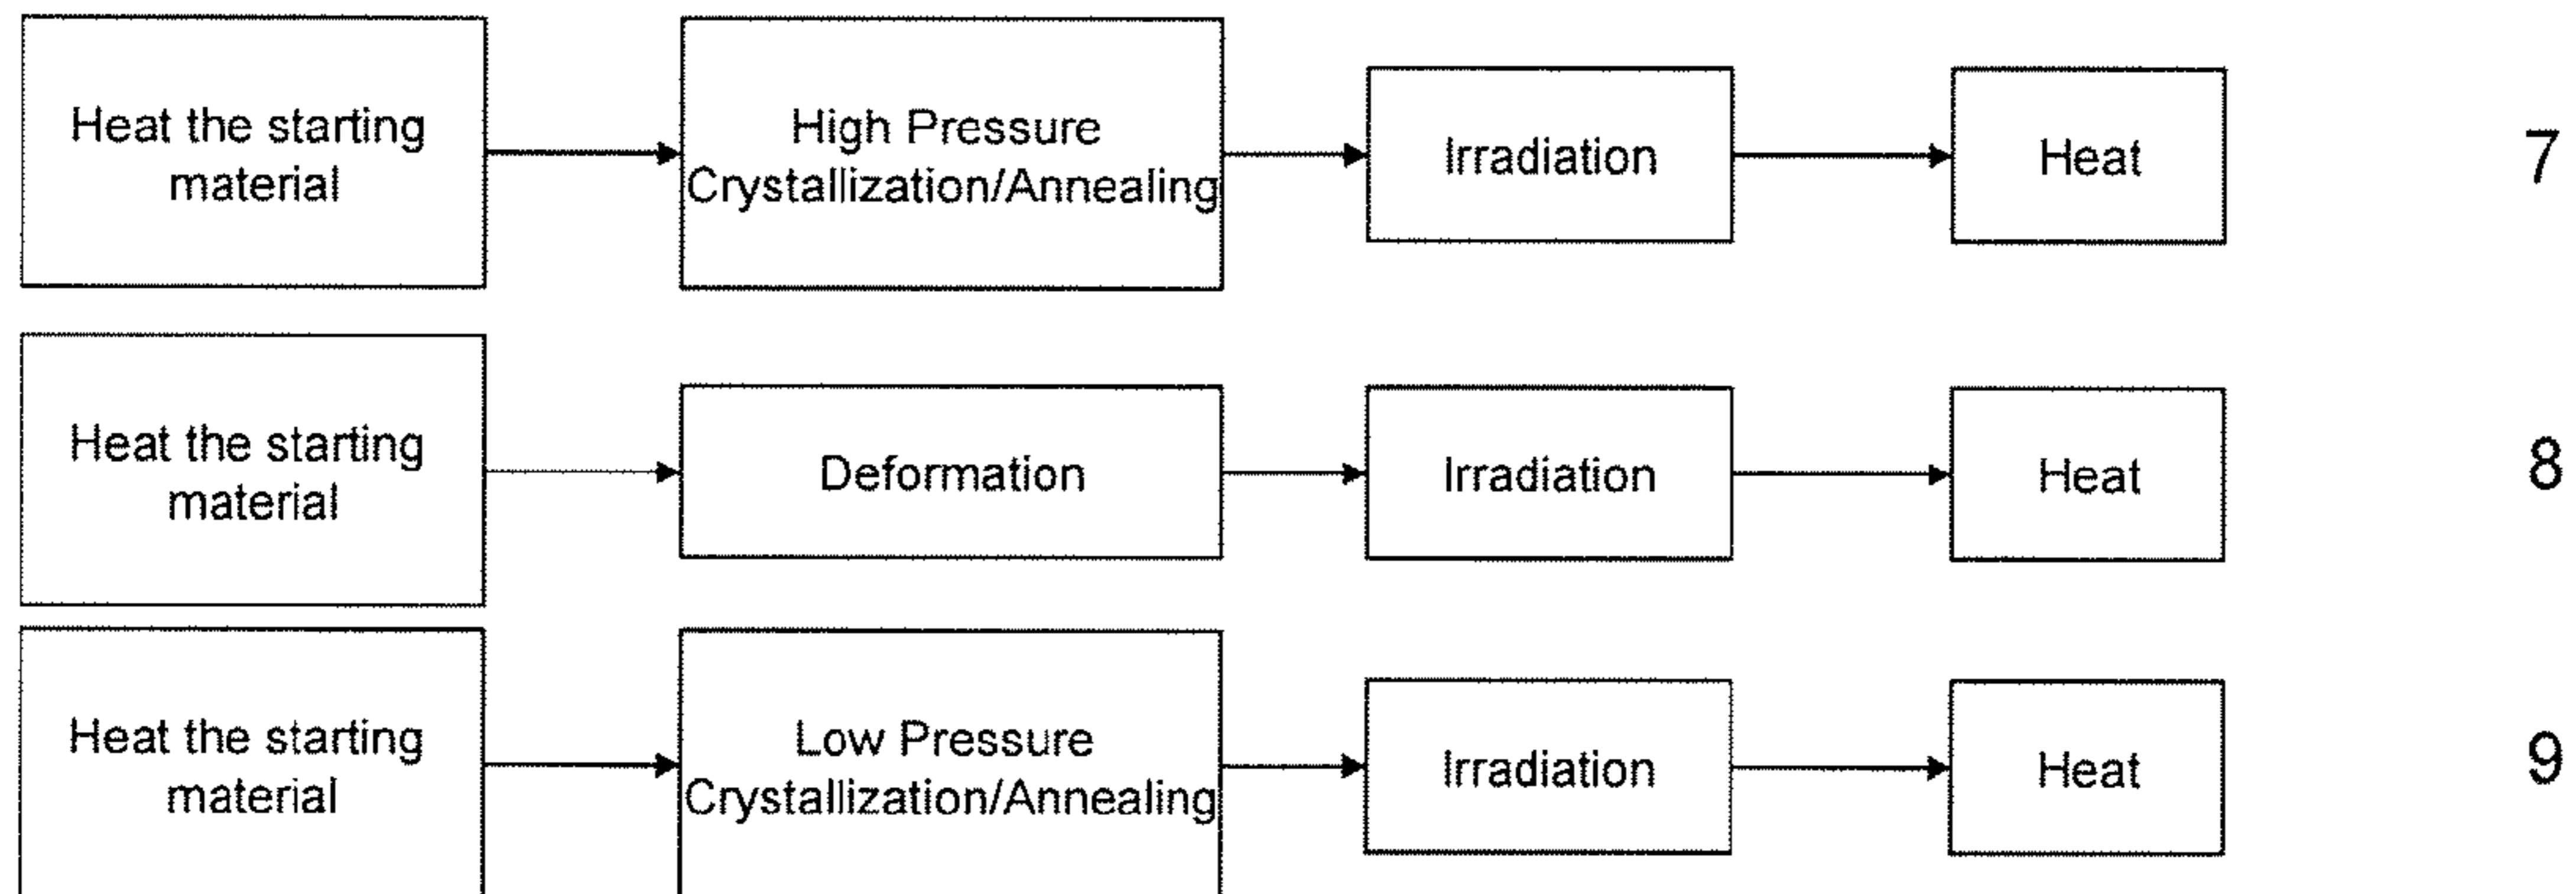 Heat the starting
material
High Pressure
Crystallization/Annealing
Irradiation
Heat
7
Heat the starting
material
Deformation
Irradiation
Heat
8
Heat the starting
material
Low Pressure
Crystallization/Annealing
Irradiation
Heat
9